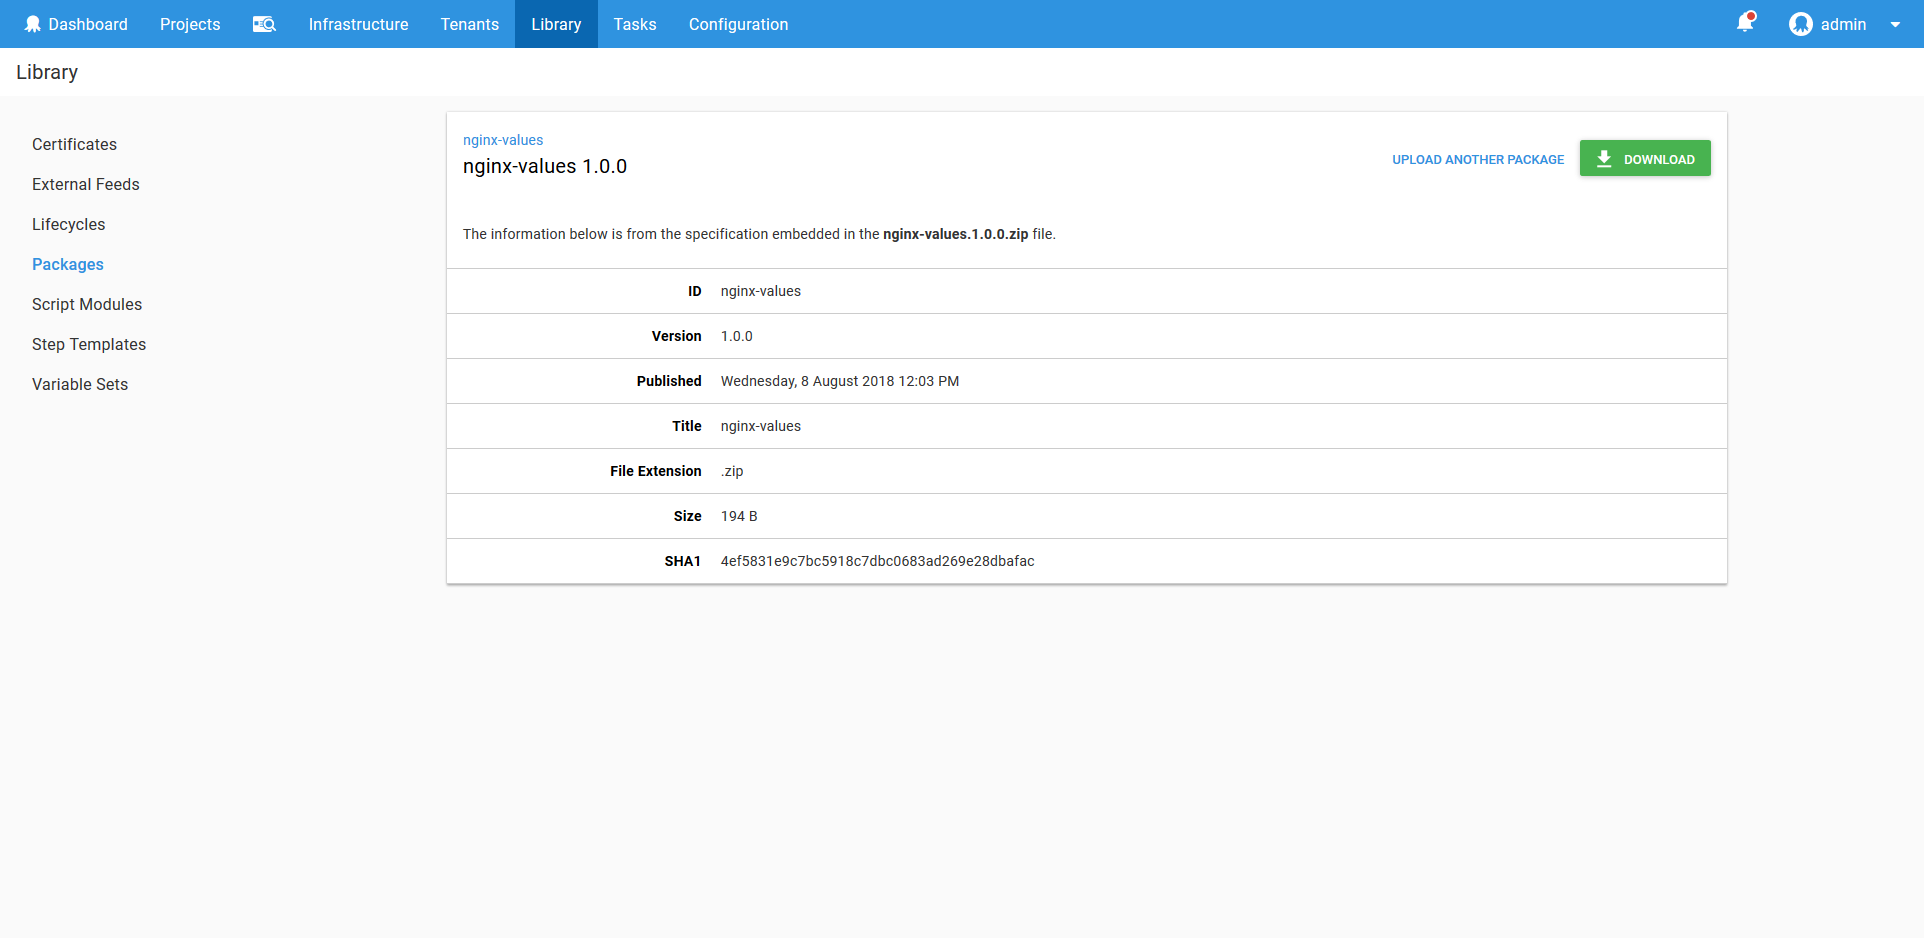 Dashboard Projects Infrastructure Tenants Library Tasks Configuration admin
Library
Certificates
External Feeds
Lifecycles
Packages
Script Modules
Step Templates
Variable Sets
nginx-values
nginx-values 1.0.0
UPLOAD ANOTHER PACKAGE DOWNLOAD
The information below is from the specification embedded in the nginx-values.1.0.0.zip file.
ID nginx-values
Version 1.0.0
Published Wednesday, 8 August 2018 12:03 PM
Title nginx-values
File Extension .zip
Size 194 B
SHA1 4ef5831e9c7bc5918c7dbc0683ad269e28dbafac